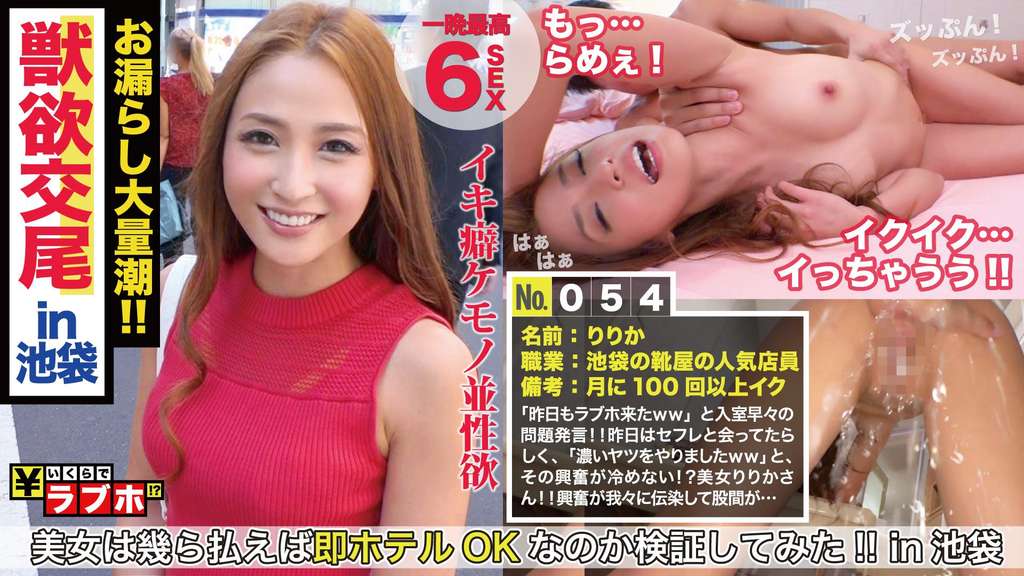 お漏らし大量潮!!
獣欲交尾
in
池袋
一晩最高
6
SEX
イキ癖ケモノ並性欲
もっ…
らめぇ！
ズッぷん！
ズッぷん！
はぁ
はぁ
イクイク…
イっちゃうう!!
No. 054
名前：りりか
職業：池袋の靴屋の人気店員
備考：月に100回以上イク
「昨日もラブホ来たww」と入室早々の
問題発言!!昨日はセフレと会ってたら
しく、「濃いヤツをやりましたww」と、
その興奮が冷めない!?美女りりかさ
ん!!興奮が我々に伝染して股間が…
¥
いくらで
ラブホ!?
美女は幾ら払えば即ホテルOKなのか検証してみた!! in 池袋